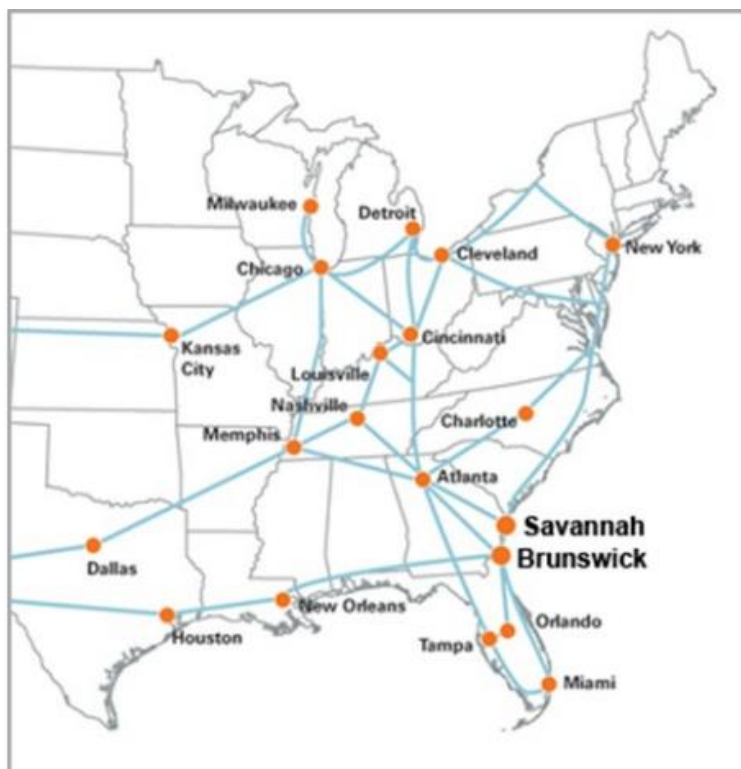 Milwaukee
Detroit
Cleveland
New York
Chicago
Cincinnati
Kansas
City
Louisville
Nashville
Charlotte
Memphis
Atlanta
Savannah
Brunswick
Dallas
New Orleans
Orlando
Houston
Tampa
Miami